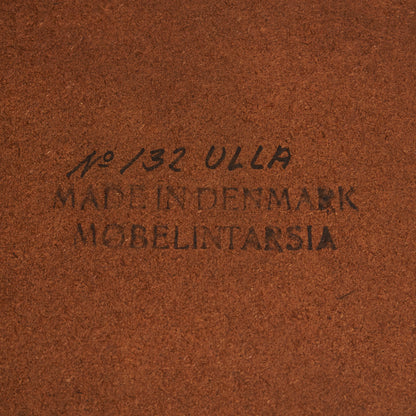 Nº 132 ULLA
MADE IN DENMARK
MOBELINTARSIA